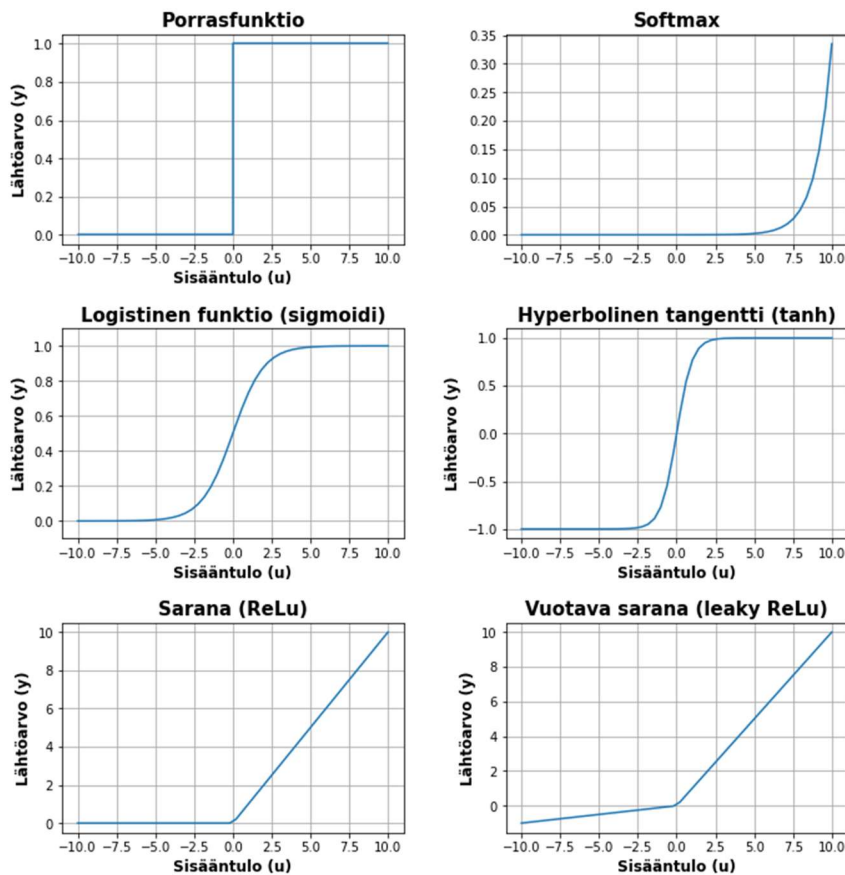 Porrasfunktio
1.0
0.8
0.6
0.4
0.2
0.0
Lähtöarvo (y)
−10.0 −7.5 −5.0 −2.5 0.0 2.5 5.0 7.5 10.0
Sisääntulo (u)
Softmax
0.35
0.30
0.25
0.20
0.15
0.10
0.05
0.00
−10.0 −7.5 −5.0 −2.5 0.0 2.5 5.0 7.5 10.0
Logistinen funktio (sigmoidi)
1.0
0.8
0.6
0.4
0.2
0.0
Lähtöarvo (y)
−10.0 −7.5 −5.0 −2.5 0.0 2.5 5.0 7.5 10.0
Sisääntulo (u)
Hyperbolinen tangentti (tanh)
1.0
0.5
0.0
−0.5
−1.0
Lähtöarvo (y)
−10.0 −7.5 −5.0 −2.5 0.0 2.5 5.0 7.5 10.0
Sisääntulo (u)
Sarana (ReLu)
10
8
6
4
2
0
Lähtöarvo (y)
−10.0 −7.5 −5.0 −2.5 0.0 2.5 5.0 7.5 10.0
Sisääntulo (u)
Vuotava sarana (leaky ReLu)
10
8
6
4
2
0
Lähtöarvo (y)
−10.0 −7.5 −5.0 −2.5 0.0 2.5 5.0 7.5 10.0
Sisääntulo (u)